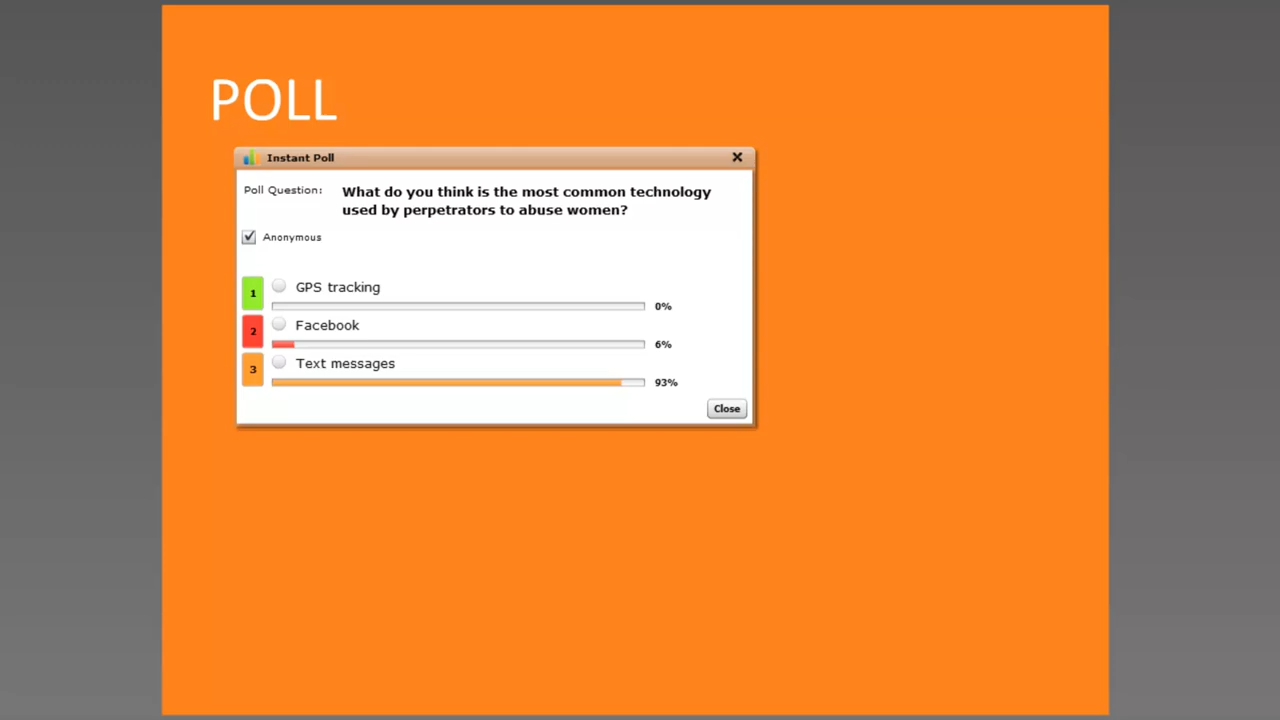 POLL
Instant Poll
Poll Question: What do you think is the most common technology
used by perpetrators to abuse women?
Anonymous
1 GPS tracking
0%
2 Facebook
6%
3 Text messages
93%
Close